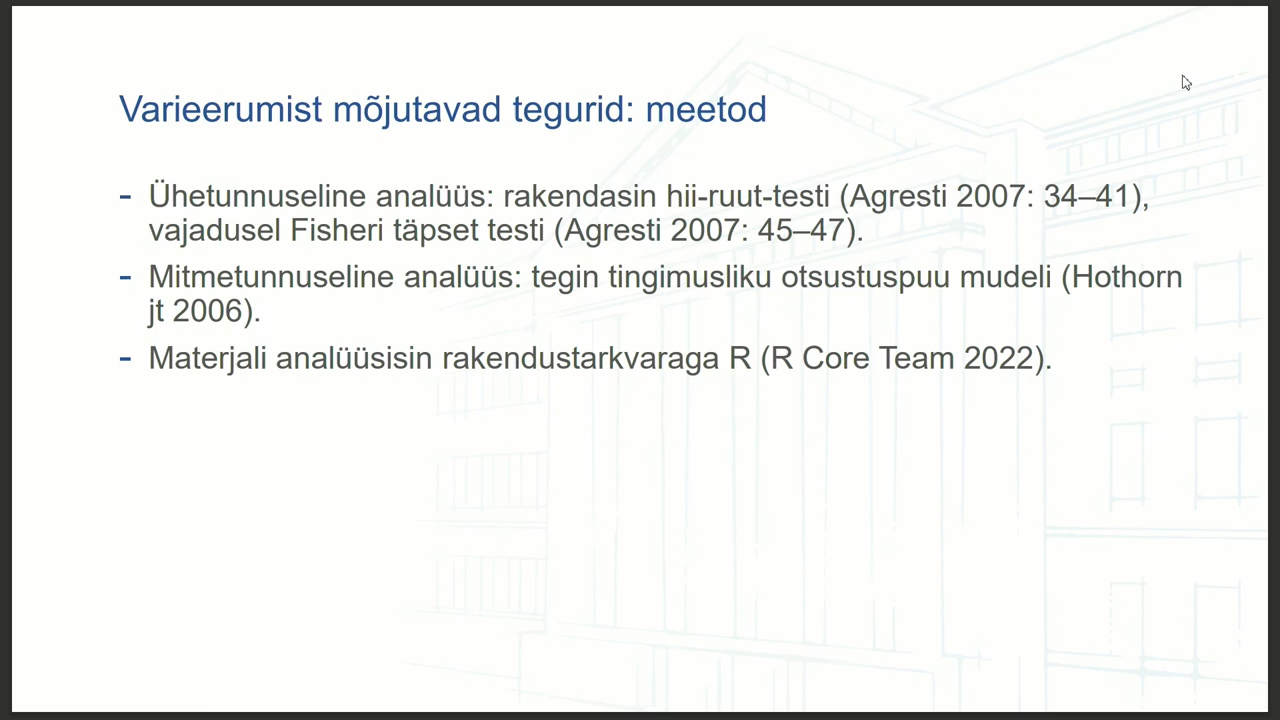 Varieerumist mõjutavad tegurid: meetod
- Ühetunnuseline analüüs: rakendasin hii-ruut-testi (Agresti 2007: 34–41),
vajadusel Fisheri täpset testi (Agresti 2007: 45–47).
- Mitmetunnuseline analüüs: tegin tingimusliku otsustuspuu mudeli (Hothorn
jt 2006).
- Materjali analüüsisin rakendustarkvaraga R (R Core Team 2022).